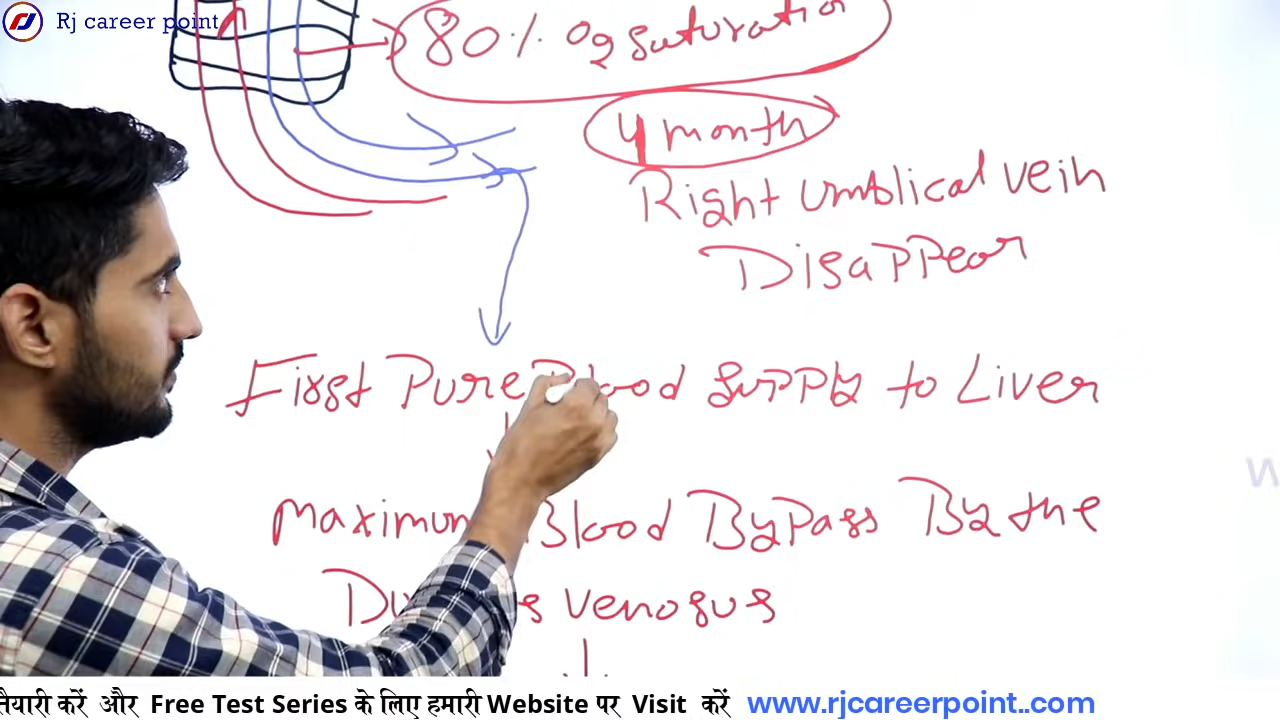 Rj career point
80% O2 saturation
4 month
Right Umblical vein
Disappear
First Pure Blood supply to Liver
maximum Blood ByPass By the
venosus
तैयारी करें और Free Test Series के लिए हमारी Website पर Visit करें www.rjcareerpoint..com